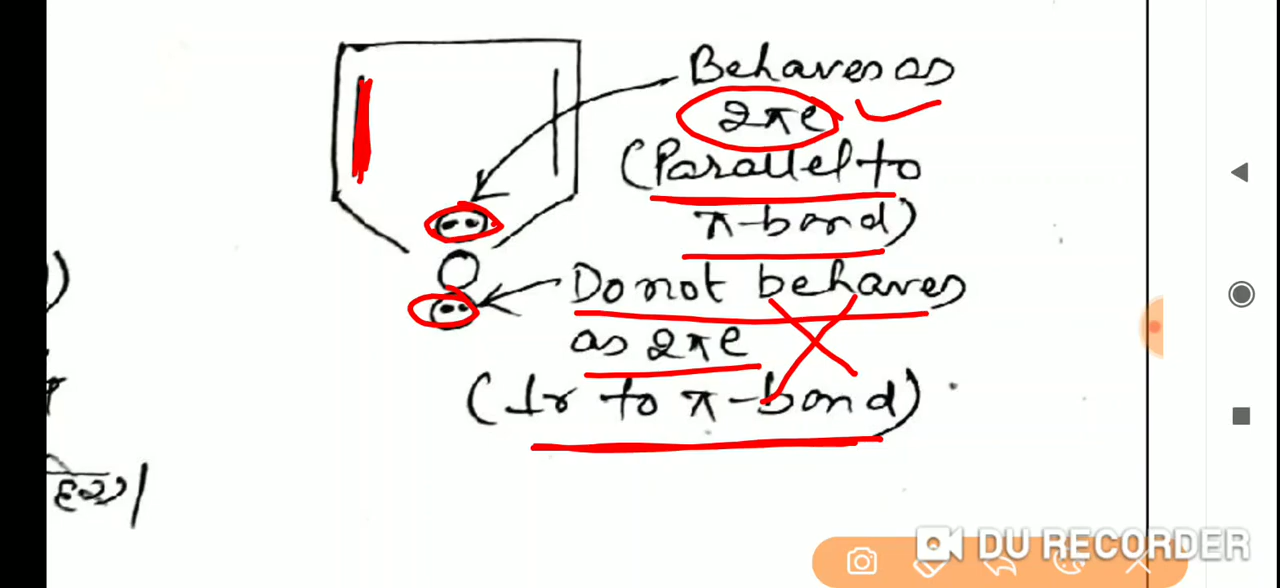 Behaves as
2πe
(Parallel to
π-bond)
O
Do not behaves
as 2πe
(⊥r to π-bond)
DU RECORDER